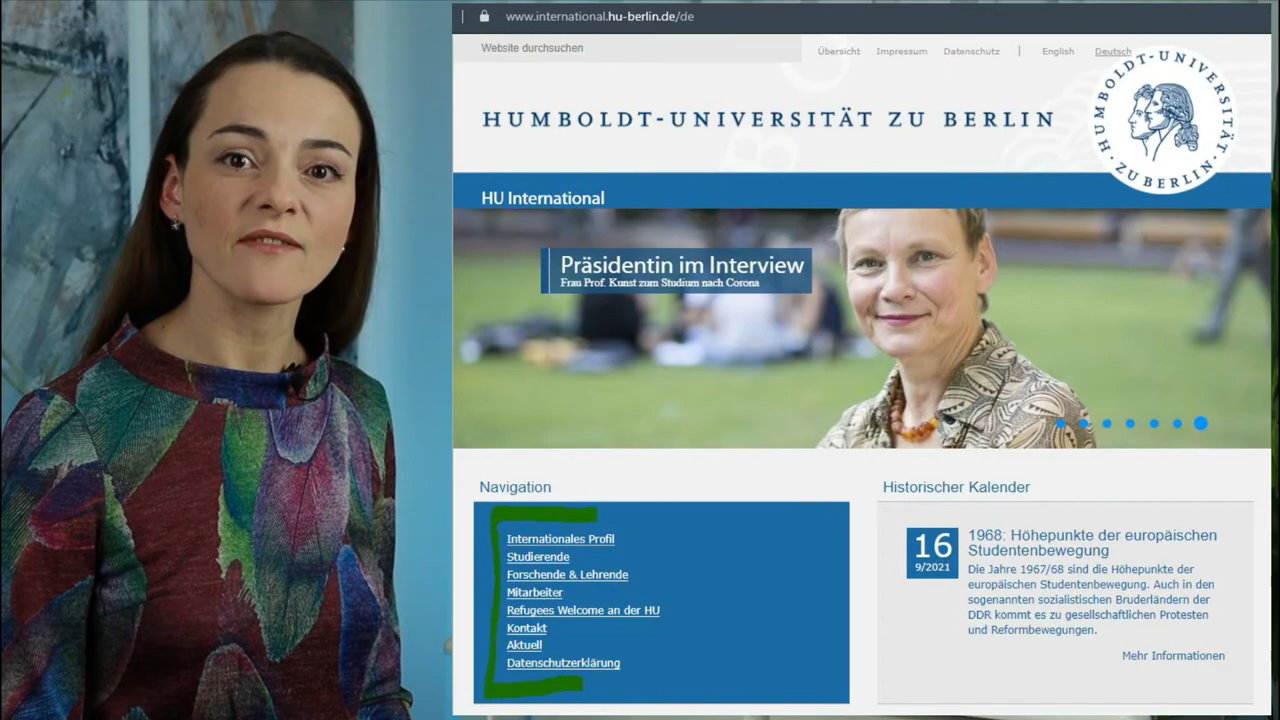 www.international.hu-berlin.de/de
Website durchsuchen
Übersicht Impressum Datenschutz | English Deutsch
HUMBOLDT-UNIVERSITÄT ZU BERLIN
HUMBOLDT-UNIVERSITÄT · ZU BERLIN ·
HU International
Präsidentin im Interview
Frau Prof. Kunst zum Studium nach Corona
Navigation
Internationales Profil
Studierende
Forschende & Lehrende
Mitarbeiter
Refugees Welcome an der HU
Kontakt
Aktuell
Datenschutzerklärung
Historischer Kalender
16
9/2021
1968: Höhepunkte der europäischen
Studentenbewegung
Die Jahre 1967/68 sind die Höhepunkte der
europäischen Studentenbewegung. Auch in den
sogenannten sozialistischen Bruderländern der
DDR kommt es zu gesellschaftlichen Protesten
und Reformbewegungen.
Mehr Informationen